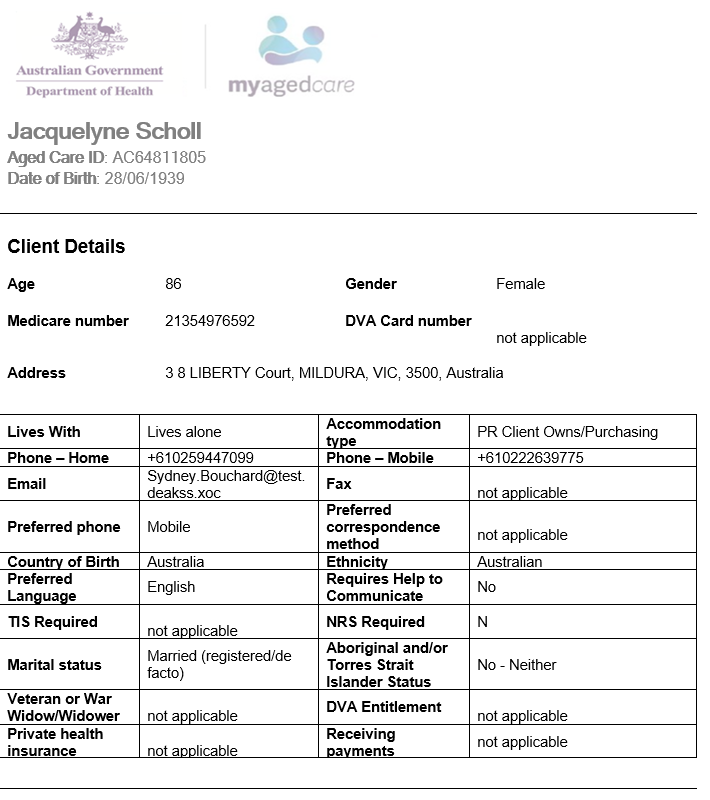 Australian Government
Department of Health
myagedcare
Jacquelyne Scholl
Aged Care ID: AC64811805
Date of Birth: 28/06/1939
Client Details
Age 86 Gender Female
Medicare number 21354976592 DVA Card number
not applicable
Address 3 8 LIBERTY Court, MILDURA, VIC, 3500, Australia
Lives With Lives alone Accommodation
type PR Client Owns/Purchasing
Phone – Home +610259447099 Phone – Mobile +610222639775
Email Sydney.Bouchard@test.
deakss.xoc Fax not applicable
Preferred phone Mobile Preferred
correspondence
method not applicable
Country of Birth Australia Ethnicity Australian
Preferred
Language English Requires Help to
Communicate No
TIS Required not applicable NRS Required N
Marital status Married (registered/de
facto) Aboriginal and/or
Torres Strait
Islander Status No - Neither
Veteran or War
Widow/Widower not applicable DVA Entitlement not applicable
Private health
insurance not applicable Receiving
payments not applicable